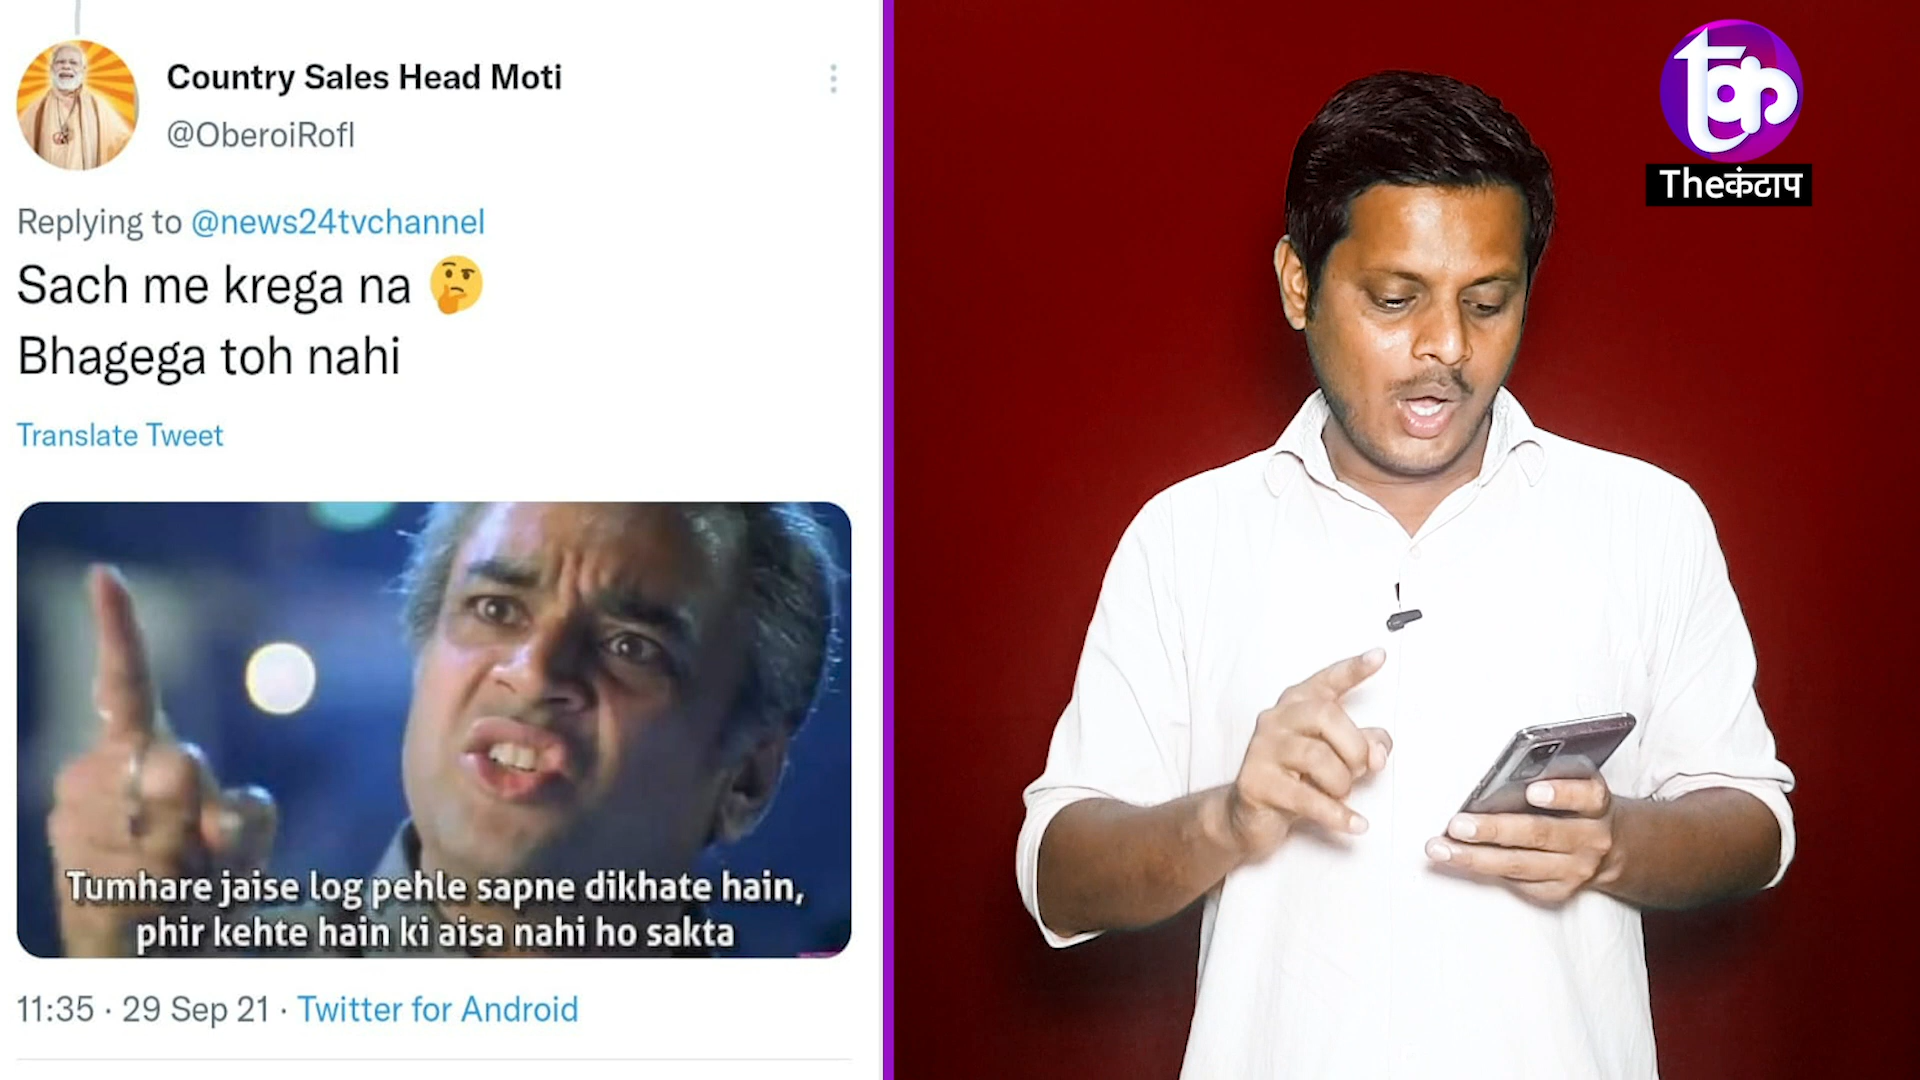 Country Sales Head Moti
@OberoiRofl
Replying to @news24tvchannel
Sach me krega na 🤔
Bhagega toh nahi
Translate Tweet
Tumhare jaise log pehle sapne dikhate hain,
phir kehte hain ki aisa nahi ho sakta
11:35 · 29 Sep 21 · Twitter for Android
tap
Theकंटाप